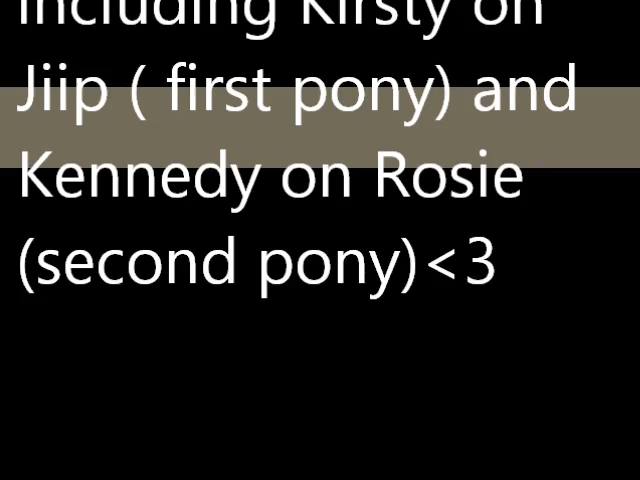 including Kirsty on
Jiip ( first pony) and
Kennedy on Rosie
(second pony)<3